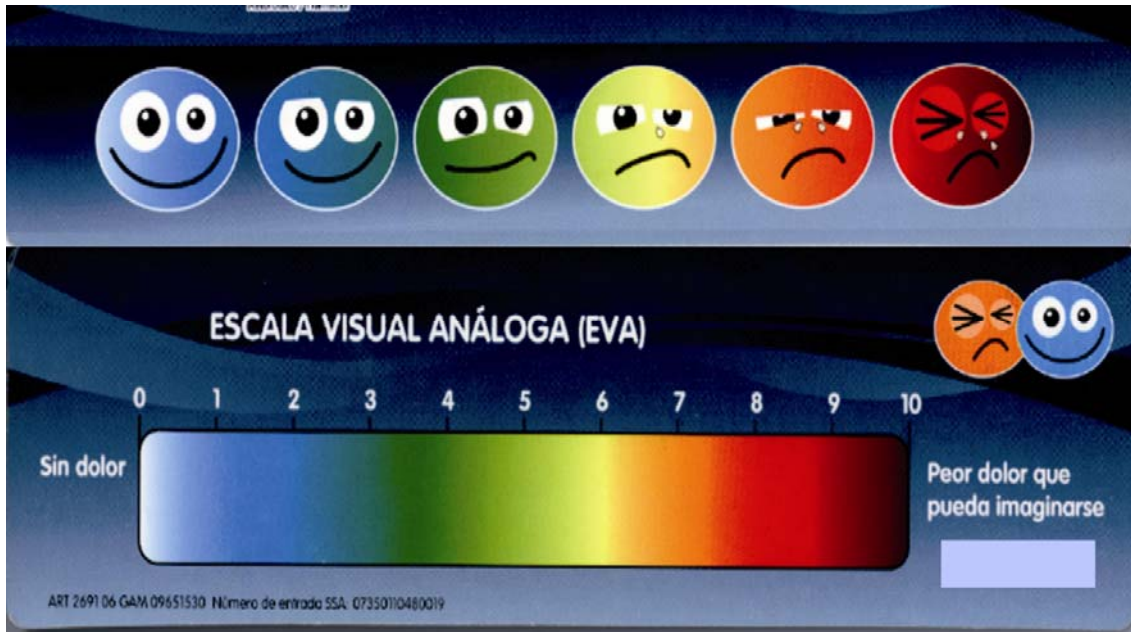 ESCALA VISUAL ANÁLOGA (EVA)
0 1 2 3 4 5 6 7 8 9 10
Sin dolor
Peor dolor que
pueda imaginarse
ART 2691 06 GAM 09651530 Número de entrada SSA: 07350110480019